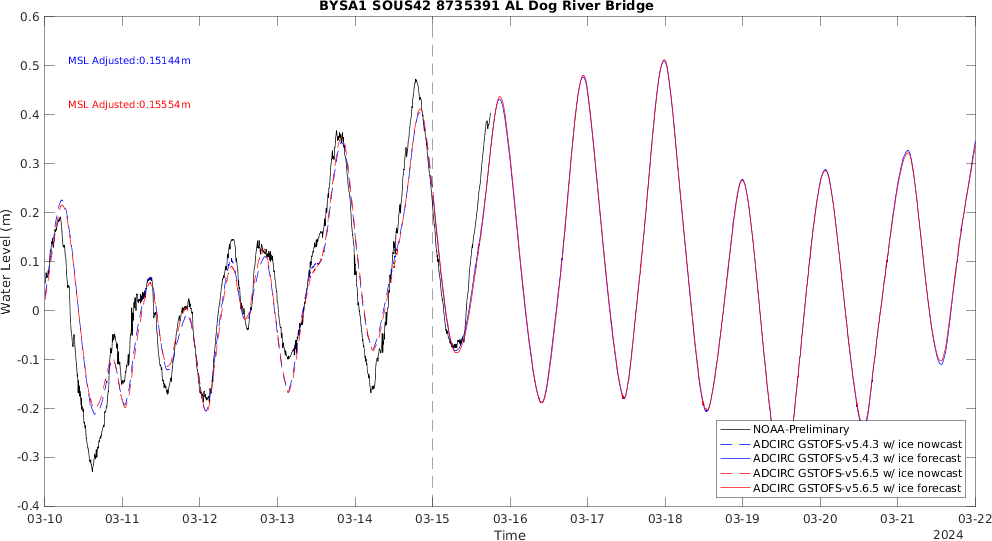 BYSA1 SOUS42 8735391 AL Dog River Bridge
0.6
0.5
0.4
0.3
0.2
0.1
0
-0.1
-0.2
-0.3
-0.4
Water Level (m)
MSL Adjusted:0.15144m
MSL Adjusted:0.15554m
NOAA-Preliminary
ADCIRC GSTOFS-v5.4.3 w/ ice nowcast
ADCIRC GSTOFS-v5.4.3 w/ ice forecast
ADCIRC GSTOFS-v5.6.5 w/ ice nowcast
ADCIRC GSTOFS-v5.6.5 w/ ice forecast
03-10 03-11 03-12 03-13 03-14 03-15 03-16 03-17 03-18 03-19 03-20 03-21 03-22
Time
2024